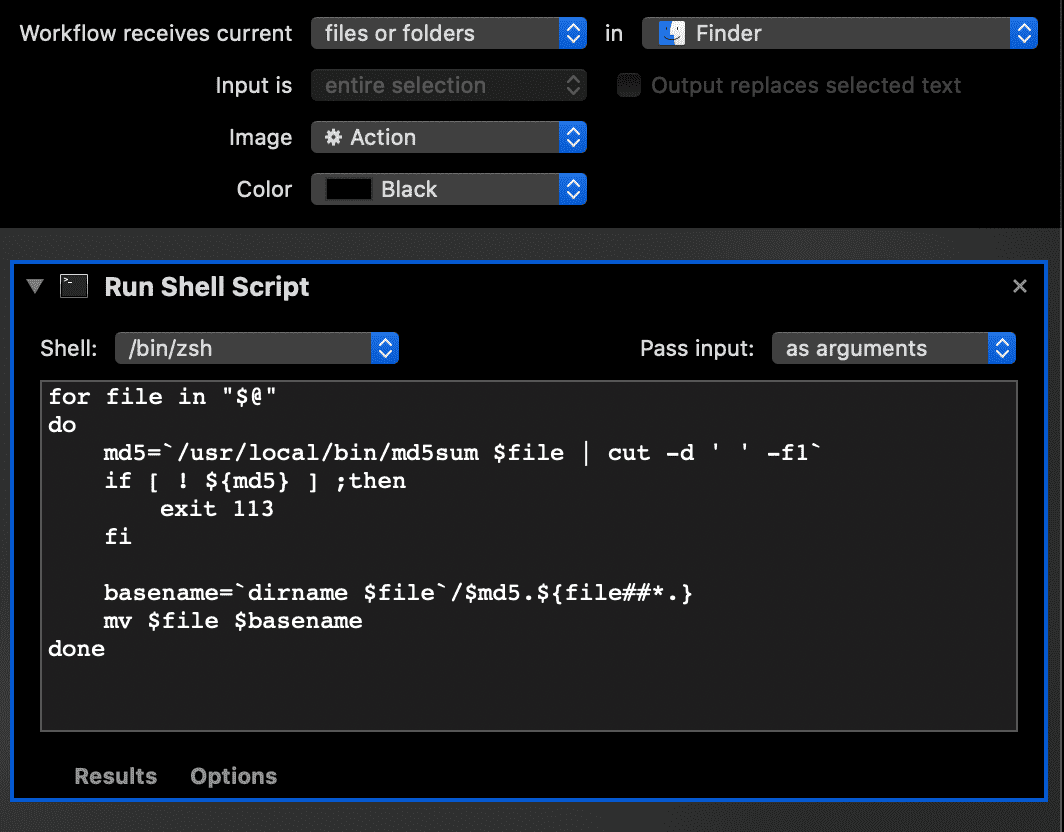 Workflow receives current files or folders in Finder
Input is entire selection Output replaces selected text
Image Action
Color Black
Run Shell Script
Shell: /bin/zsh Pass input: as arguments
for file in "$@"
do
    md5=`/usr/local/bin/md5sum $file | cut -d ' ' -f1`
    if [ ! ${md5} ] ;then
        exit 113
    fi

    basename=`dirname $file`/$md5.${file##*.}
    mv $file $basename
done
Results Options